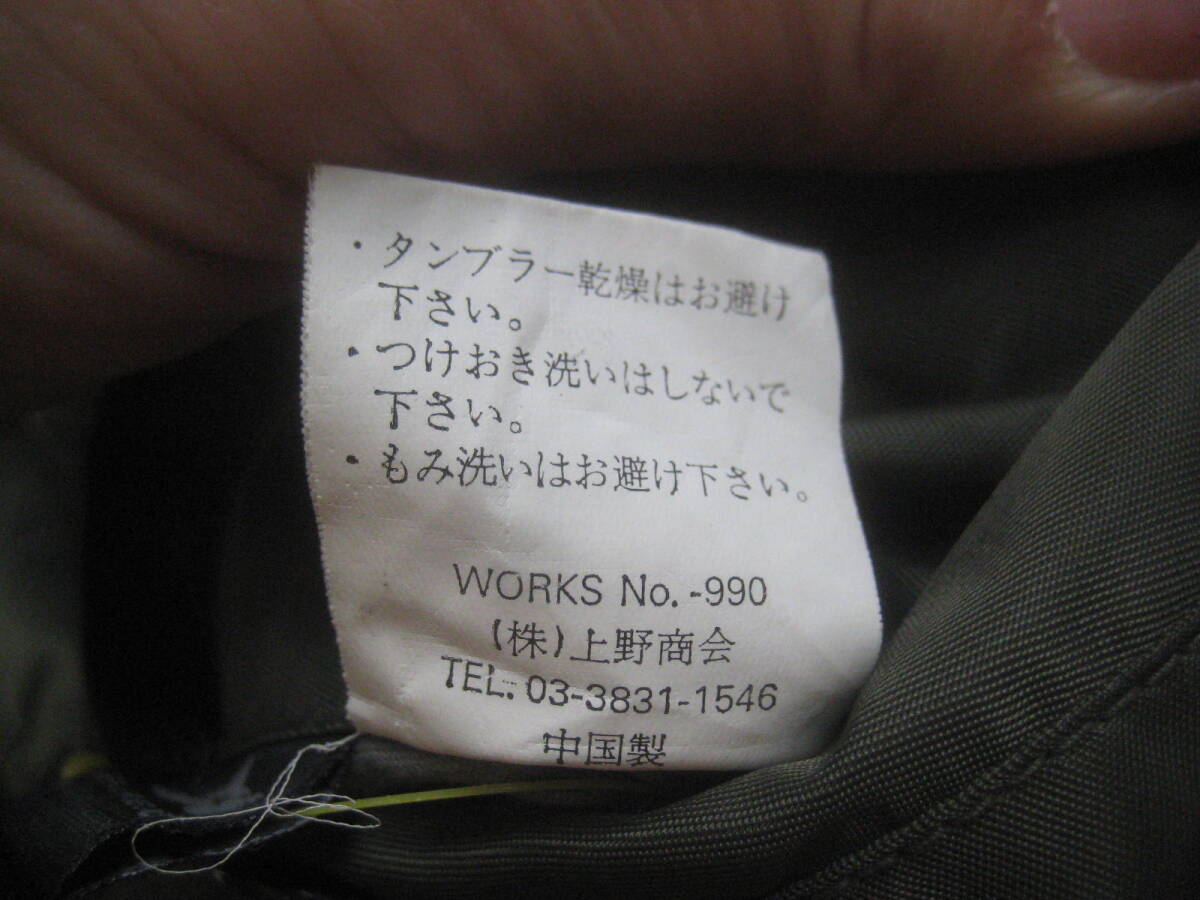 ・タンブラー乾燥はお避け
下さい。
・つけおき洗いはしないで
下さい。
・もみ洗いはお避け下さい。
WORKS No.-990
(株)上野商会
TEL: 03-3831-1546
中国製